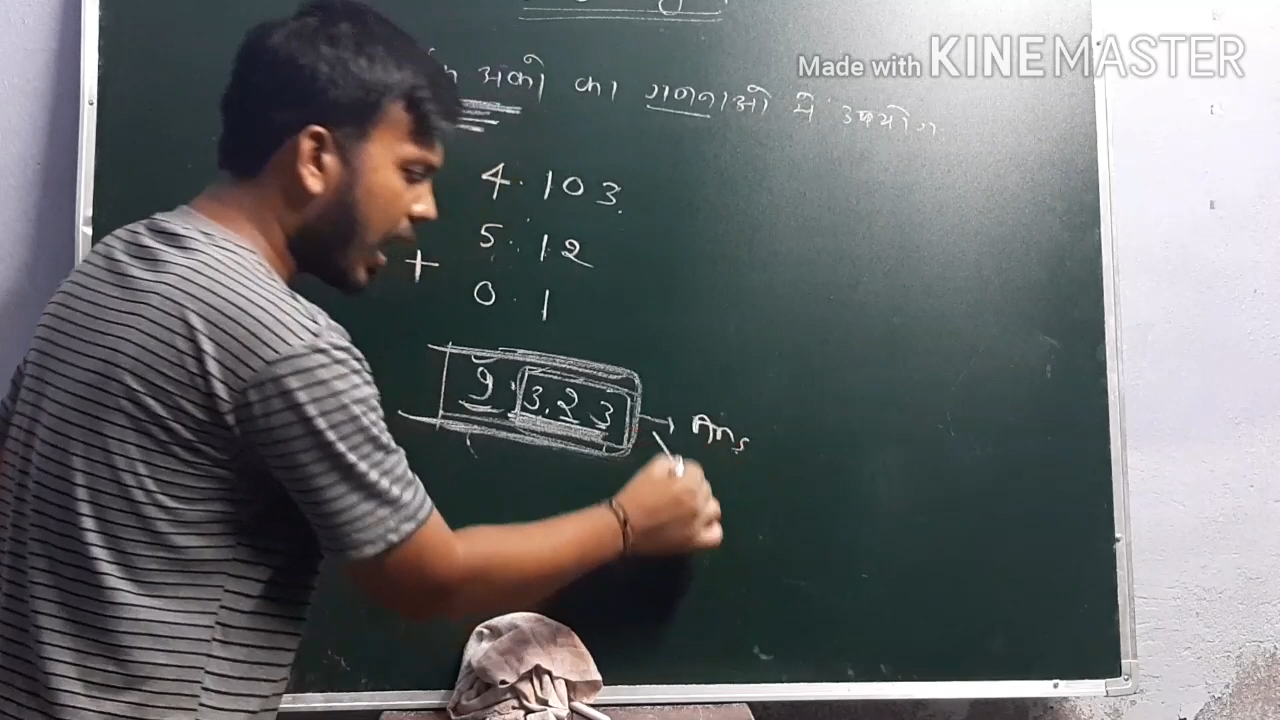 Made with KINEMASTER
अंको का गणनाओ मे उपयोग
4.103
5.12
+
0.1
9.323 → Ans